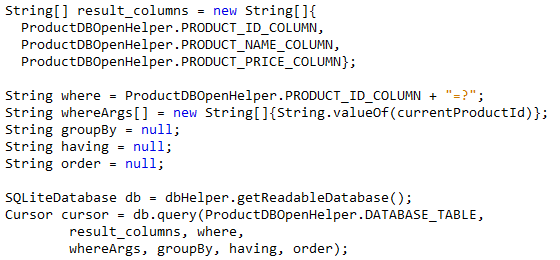 String[] result_columns = new String[]{
  ProductDBOpenHelper.PRODUCT_ID_COLUMN,
  ProductDBOpenHelper.PRODUCT_NAME_COLUMN,
  ProductDBOpenHelper.PRODUCT_PRICE_COLUMN};

String where = ProductDBOpenHelper.PRODUCT_ID_COLUMN + "=?";
String whereArgs[] = new String[]{String.valueOf(currentProductId)};
String groupBy = null;
String having = null;
String order = null;

SQLiteDatabase db = dbHelper.getReadableDatabase();
Cursor cursor = db.query(ProductDBOpenHelper.DATABASE_TABLE,
        result_columns, where,
        whereArgs, groupBy, having, order);